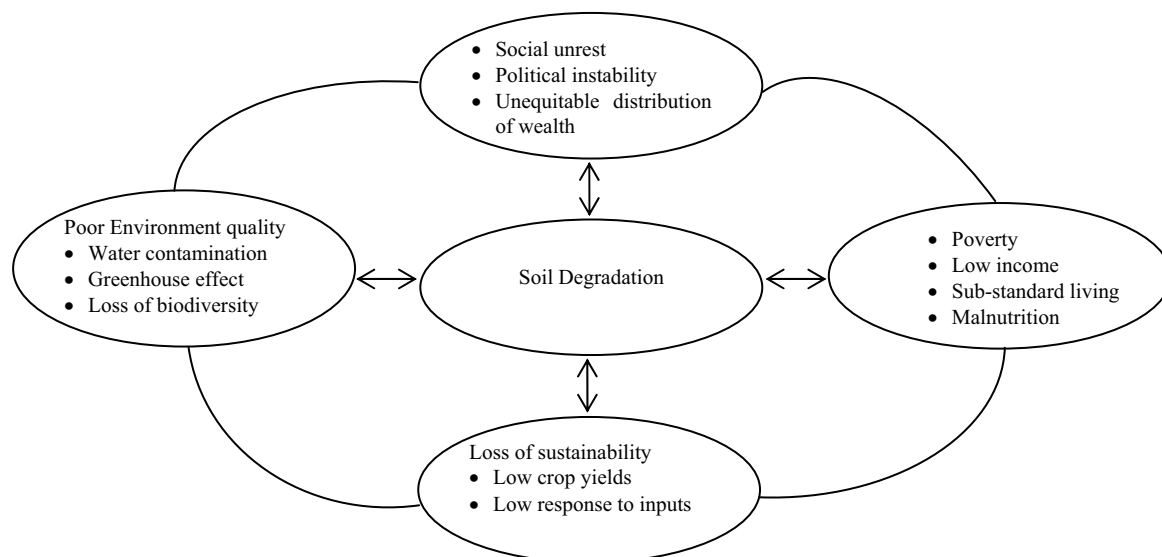 • Social unrest
• Political instability
• Unequitable distribution
of wealth
Poor Environment quality
• Water contamination
• Greenhouse effect
• Loss of biodiversity
Soil Degradation
• Poverty
• Low income
• Sub-standard living
• Malnutrition
Loss of sustainability
• Low crop yields
• Low response to inputs